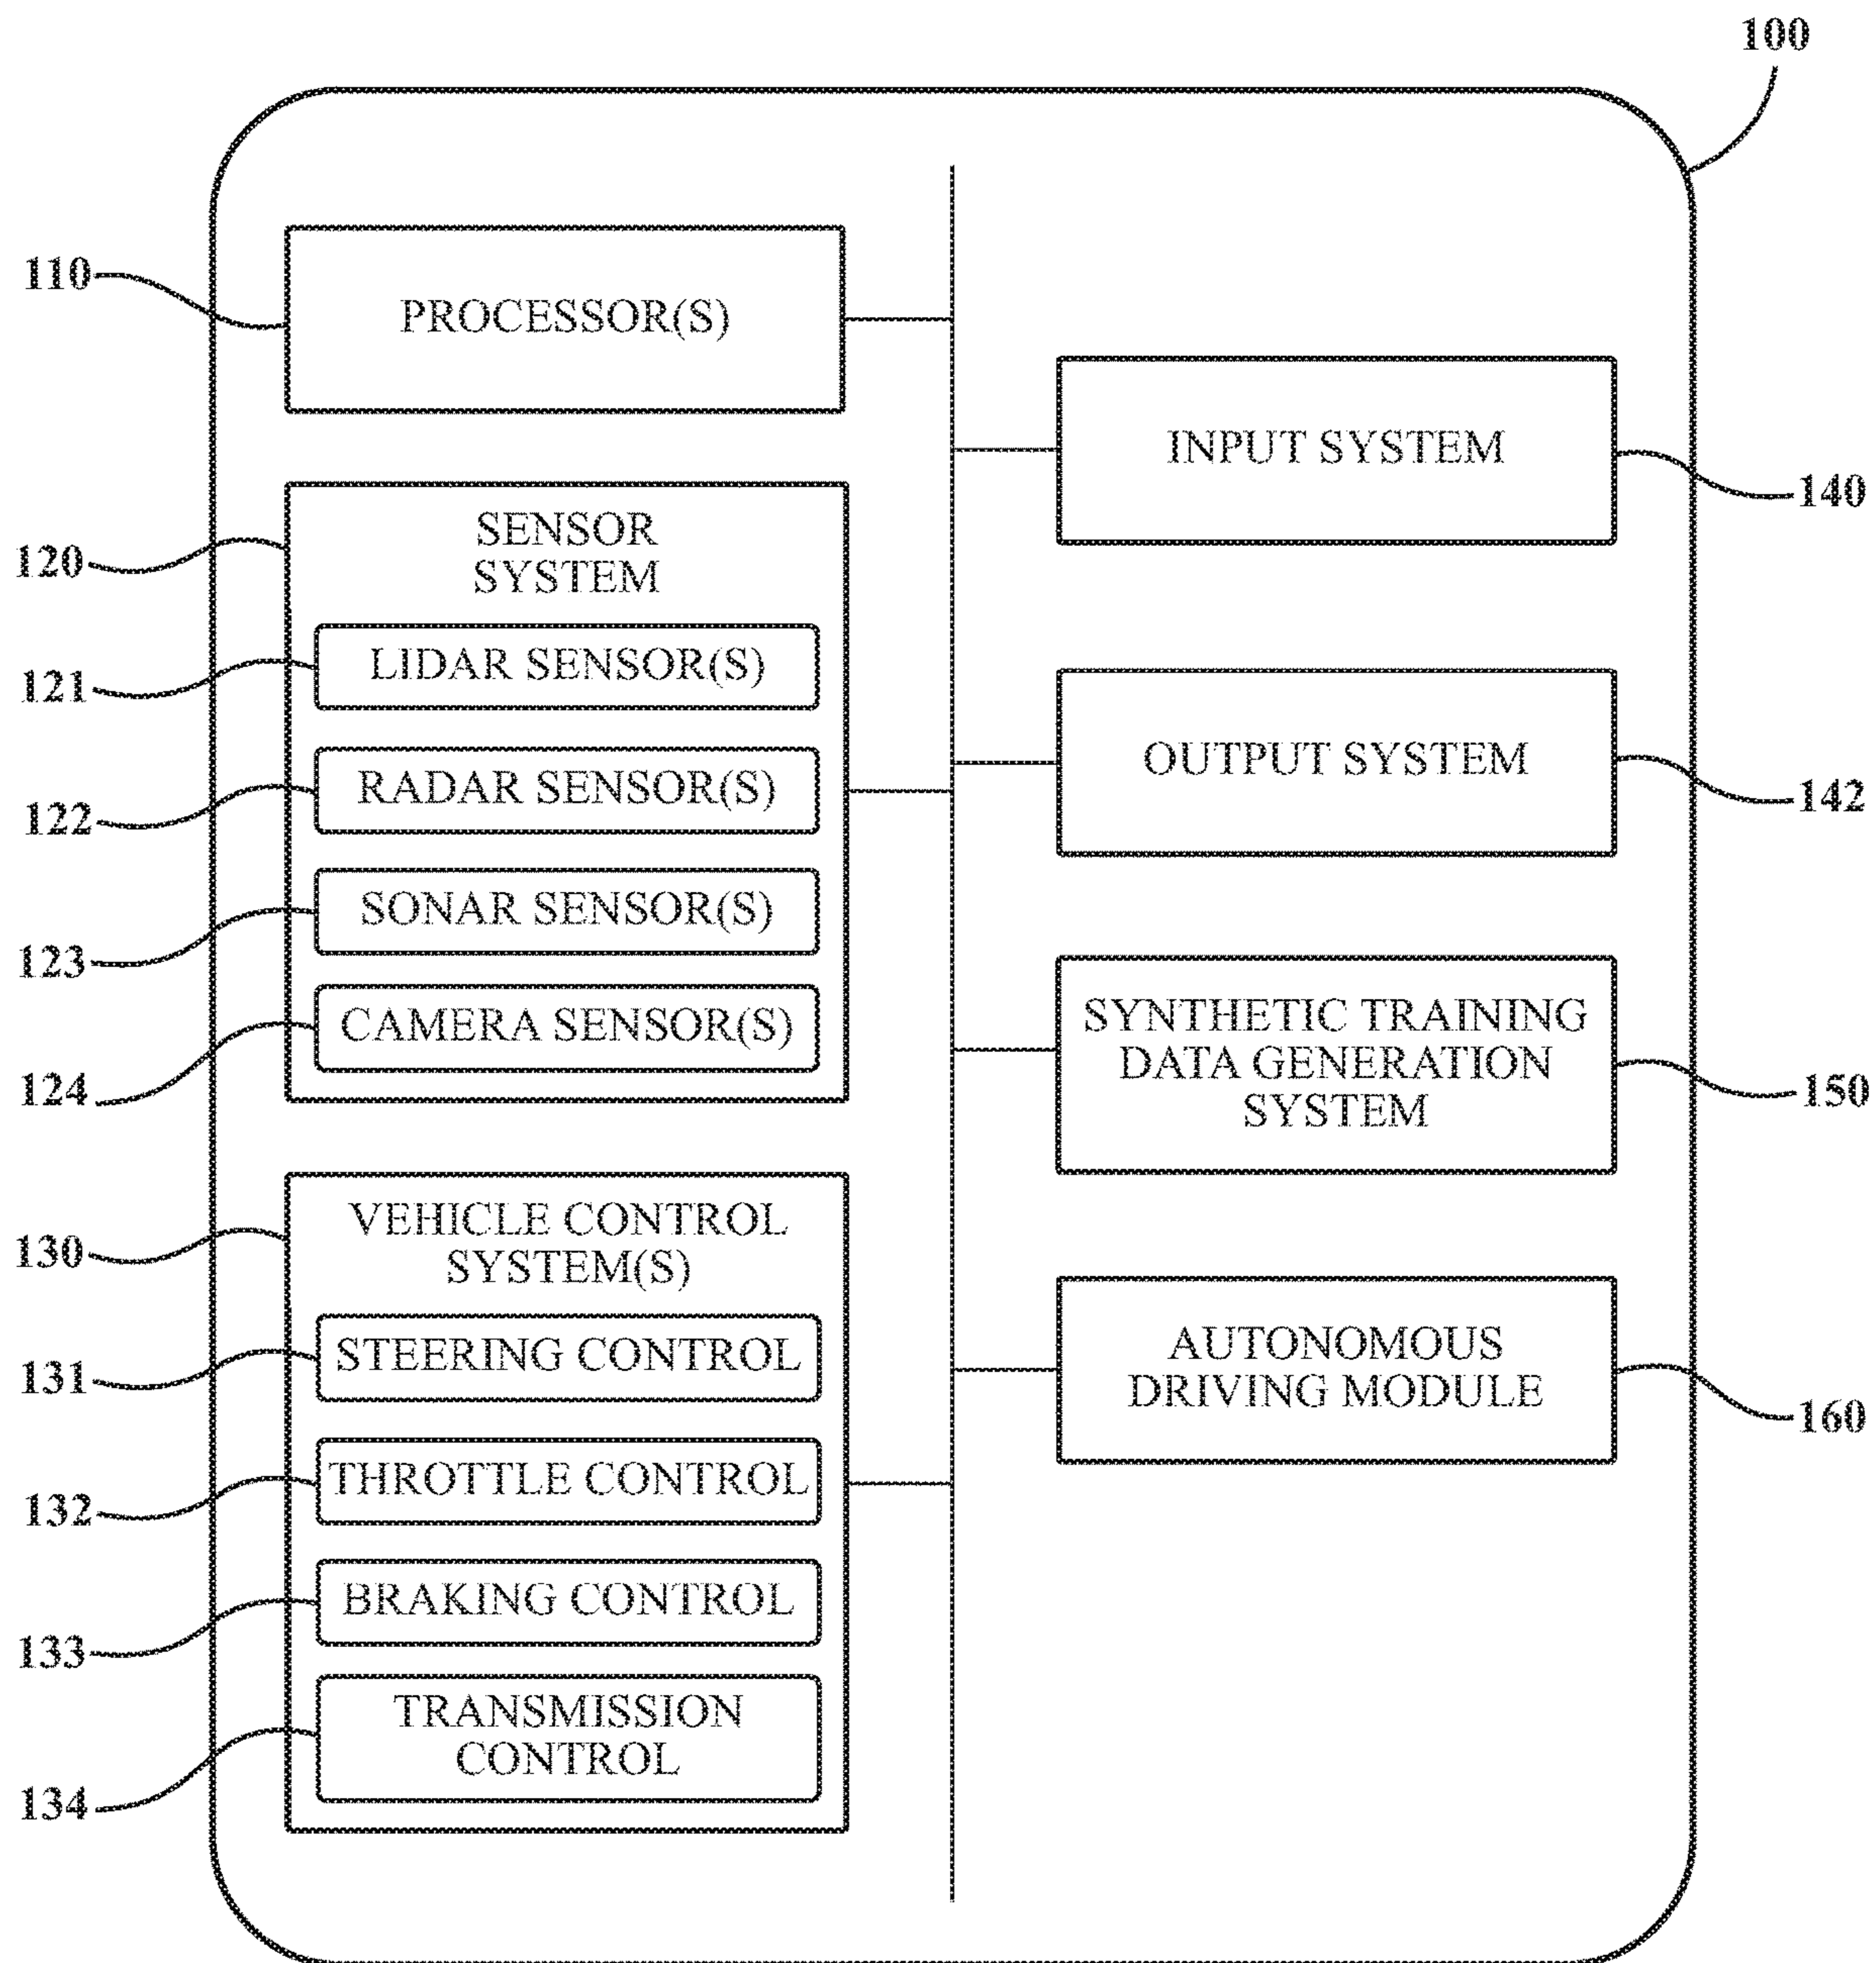 100
110
PROCESSOR(S)
INPUT SYSTEM
140
120
SENSOR
SYSTEM
121
LIDAR SENSOR(S)
122
RADAR SENSOR(S)
OUTPUT SYSTEM
142
123
SONAR SENSOR(S)
124
CAMERA SENSOR(S)
SYNTHETIC TRAINING
DATA GENERATION
SYSTEM
150
130
VEHICLE CONTROL
SYSTEM(S)
131
STEERING CONTROL
AUTONOMOUS
DRIVING MODULE
160
132
THROTTLE CONTROL
133
BRAKING CONTROL
134
TRANSMISSION
CONTROL